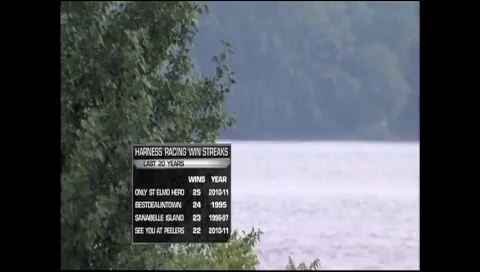 HARNESS RACING WIN STREAKS
LAST 20 YEARS
WINS YEAR
ONLY ST ELMO HERO 25 2010-11
BESTDEALINTOWN 24 1995
SANABELLE ISLAND 23 1996-97
SEE YOU AT PEELERS 22 2010-11